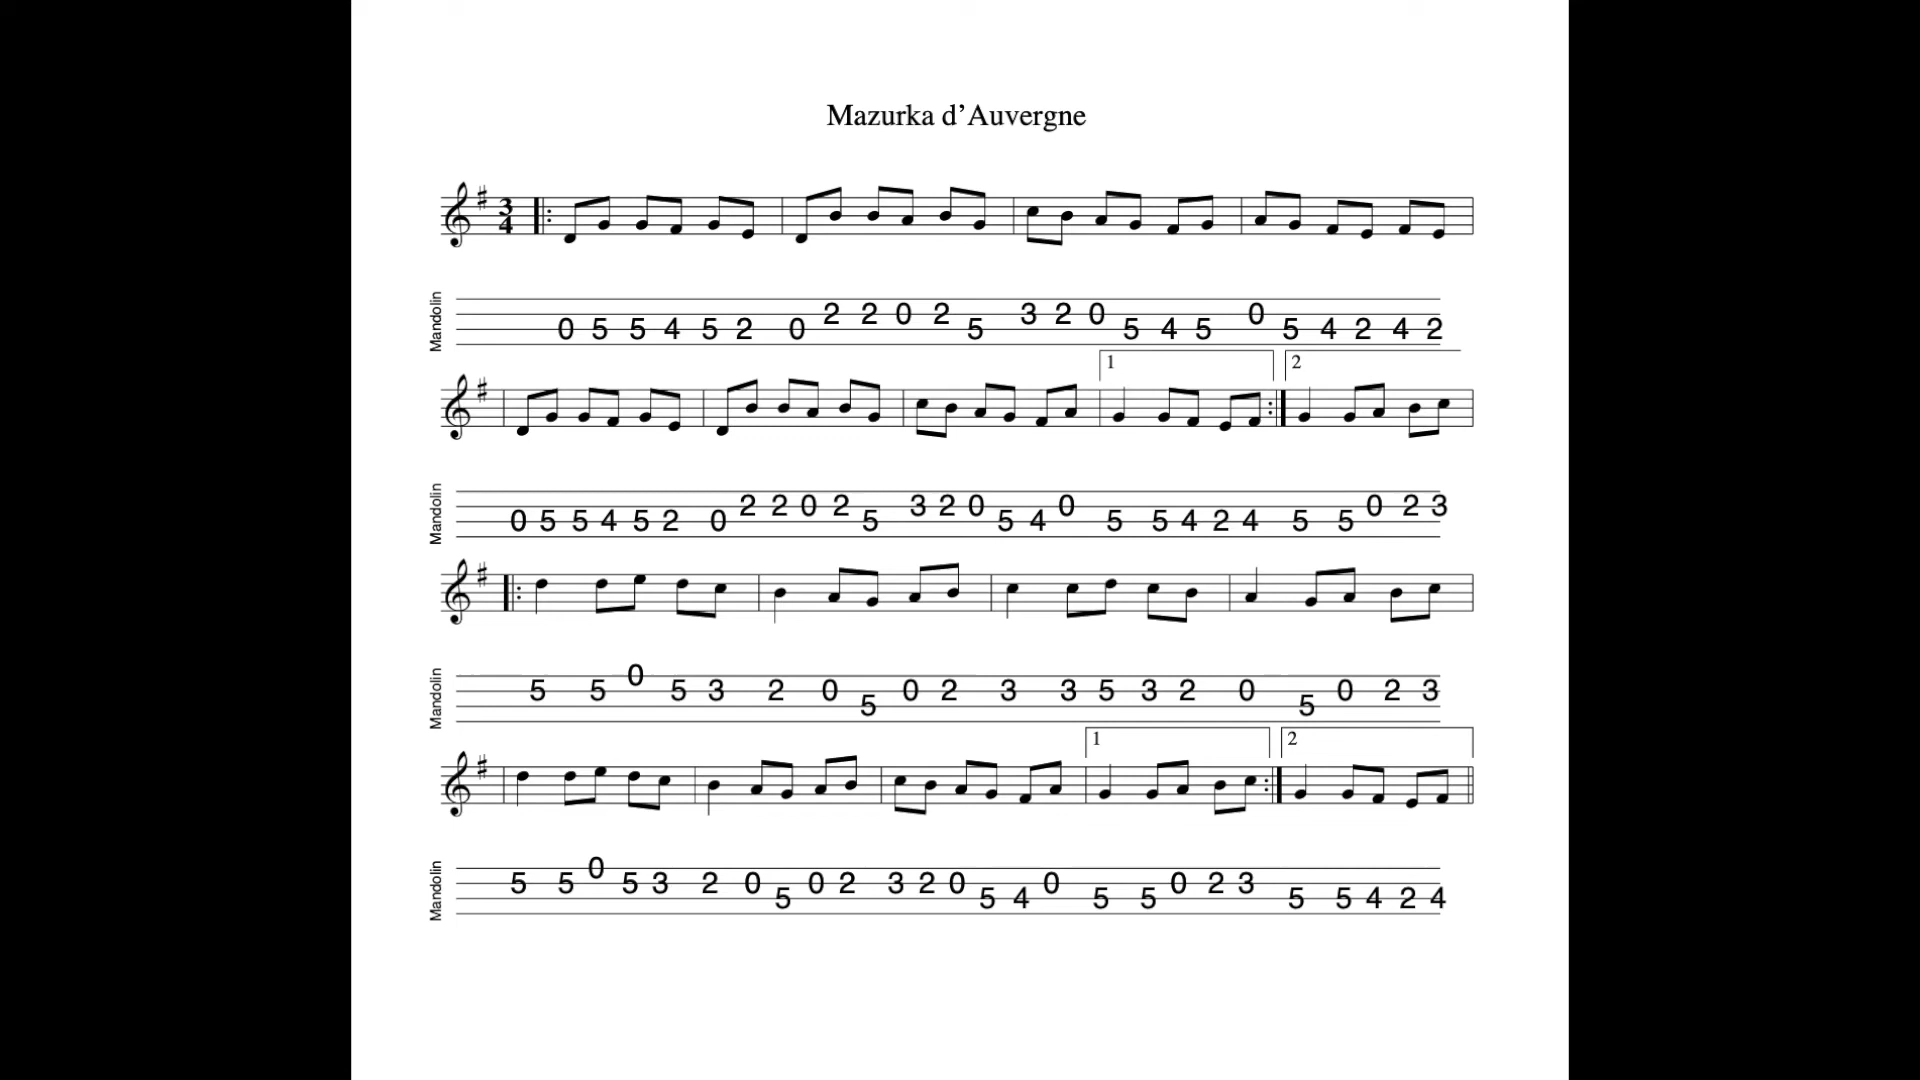 Mazurka d’Auvergne
3
4
Mandolin
2 2 0 2 3 2 0 0
0 5 5 4 5 2 0 5 5 4 5 5 4 2 4 2
1 2
Mandolin
2 2 0 2 3 2 0 0 0 2 3
0 5 5 4 5 2 0 5 5 4 5 5 4 2 4 5 5
Mandolin
0
5 5 5 3 2 0 0 2 3 3 5 3 2 0 0 2 3
5 5
1 2
Mandolin
0
5 5 5 3 2 0 0 2 3 2 0 0 0 2 3
5 5 4 5 5 5 5 4 2 4